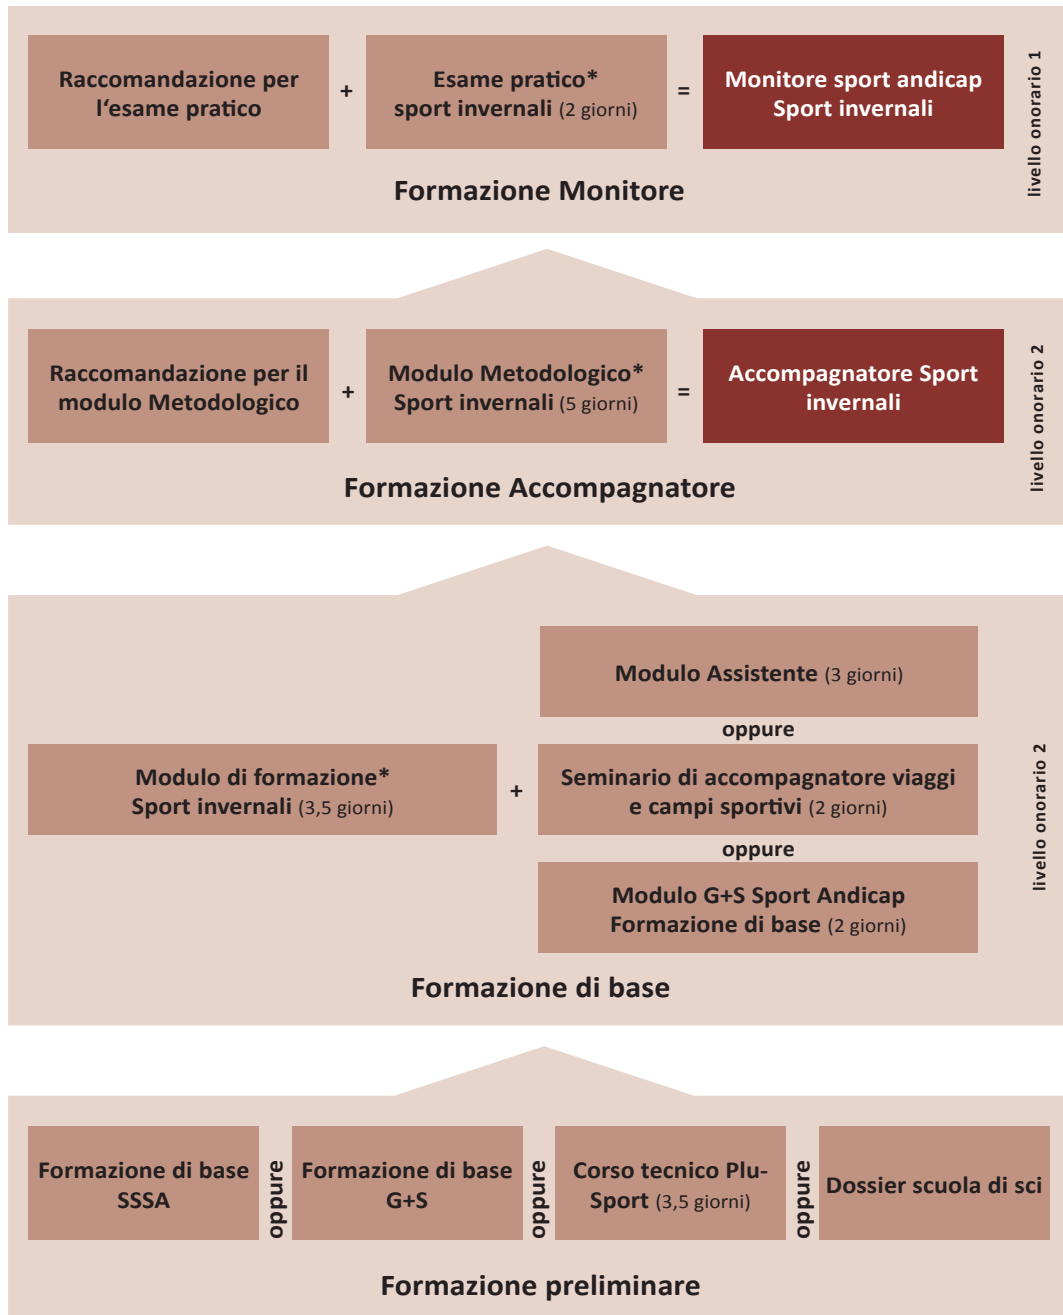 Raccomandazione per
l'esame pratico
+
Esame pratico*
sport invernali (2 giorni)
=
Monitore sport andicap
Sport invernali
livello onorario 1
Formazione Monitore
Raccomandazione per il
modulo Metodologico
+
Modulo Metodologico*
Sport invernali (5 giorni)
=
Accompagnatore Sport
invernali
livello onorario 2
Formazione Accompagnatore
Modulo di formazione*
Sport invernali (3,5 giorni)
+
Modulo Assistente (3 giorni)
oppure
Seminario di accompagnatore viaggi
e campi sportivi (2 giorni)
oppure
Modulo G+S Sport Andicap
Formazione di base (2 giorni)
livello onorario 2
Formazione di base
Formazione di base
SSSA
oppure
Formazione di base
G+S
oppure
Corso tecnico Plu-
Sport (3,5 giorni)
oppure
Dossier scuola di sci
Formazione preliminare